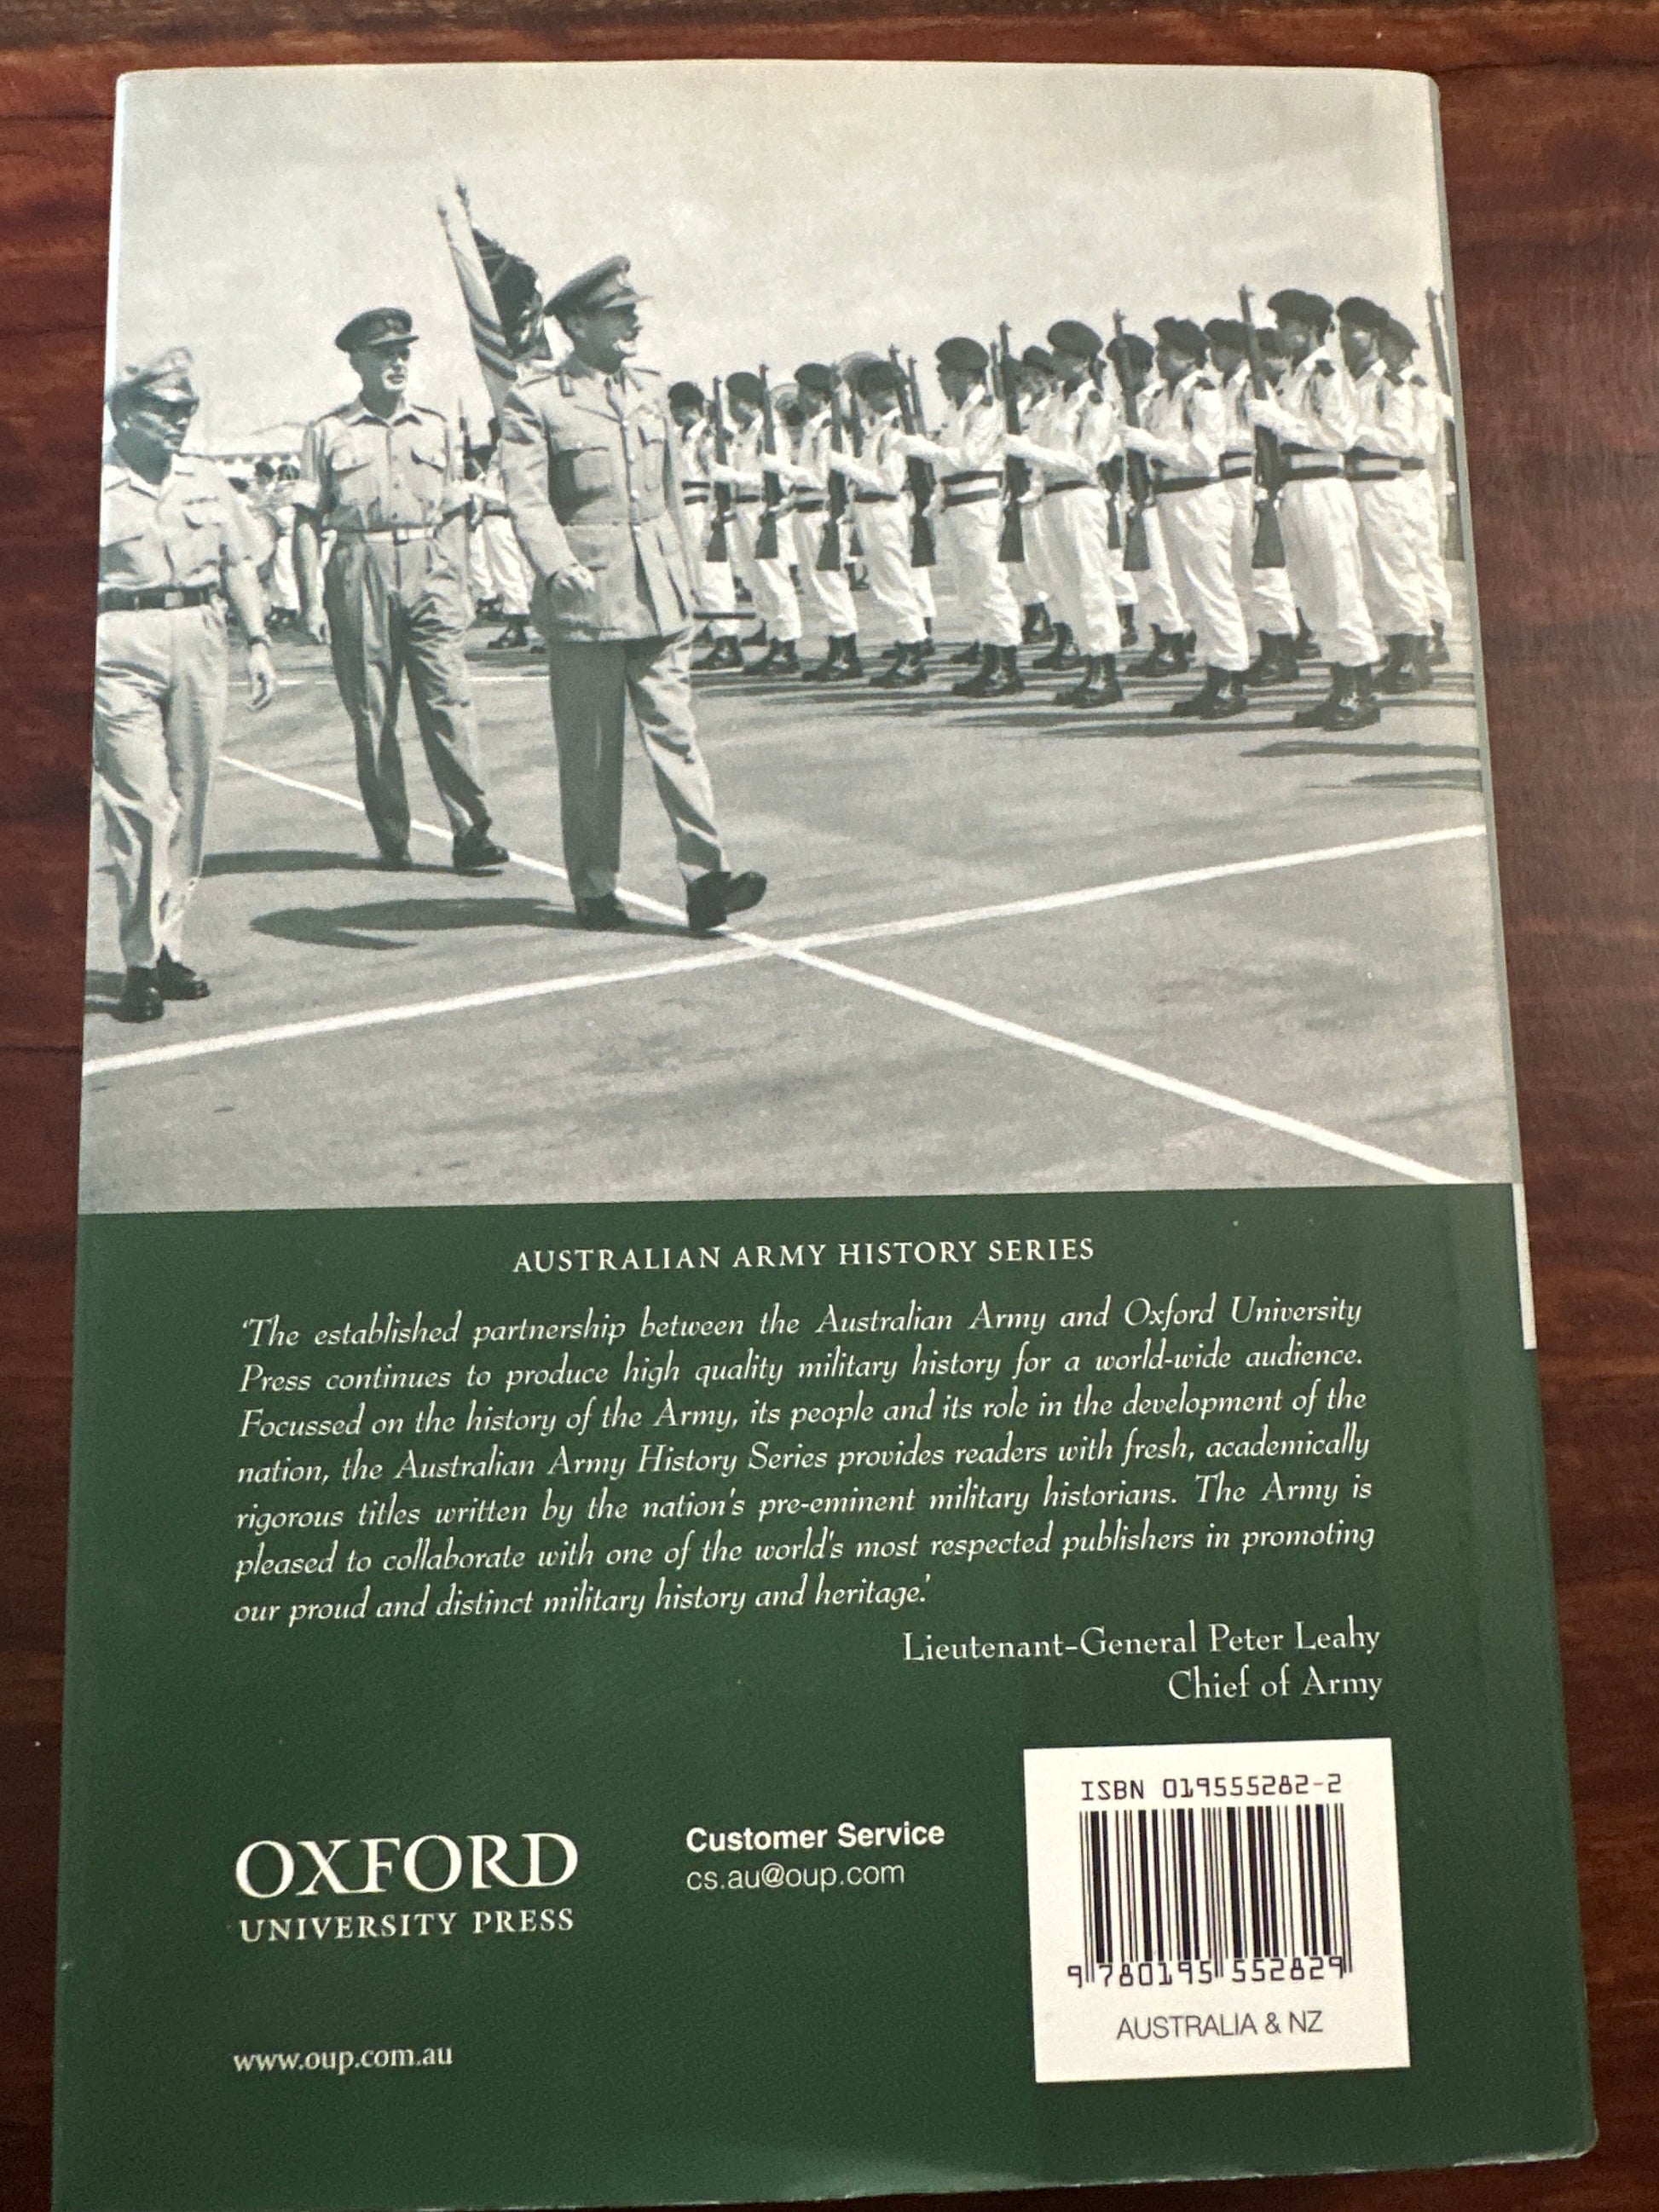 AUSTRALIAN ARMY HISTORY SERIES
‘The established partnership between the Australian Army and Oxford University
Press continues to produce high quality military history for a world-wide audience.
Focussed on the history of the Army, its people and its role in the development of the
nation, the Australian Army History Series provides readers with fresh, academically
rigorous titles written by the nation's pre-eminent military historians. The Army is
pleased to collaborate with one of the world's most respected publishers in promoting
our proud and distinct military history and heritage.’
Lieutenant-General Peter Leahy
Chief of Army
OXFORD
UNIVERSITY PRESS
www.oup.com.au
Customer Service
cs.au@oup.com
ISBN 019555282-2
9 780195 552829
AUSTRALIA & NZ